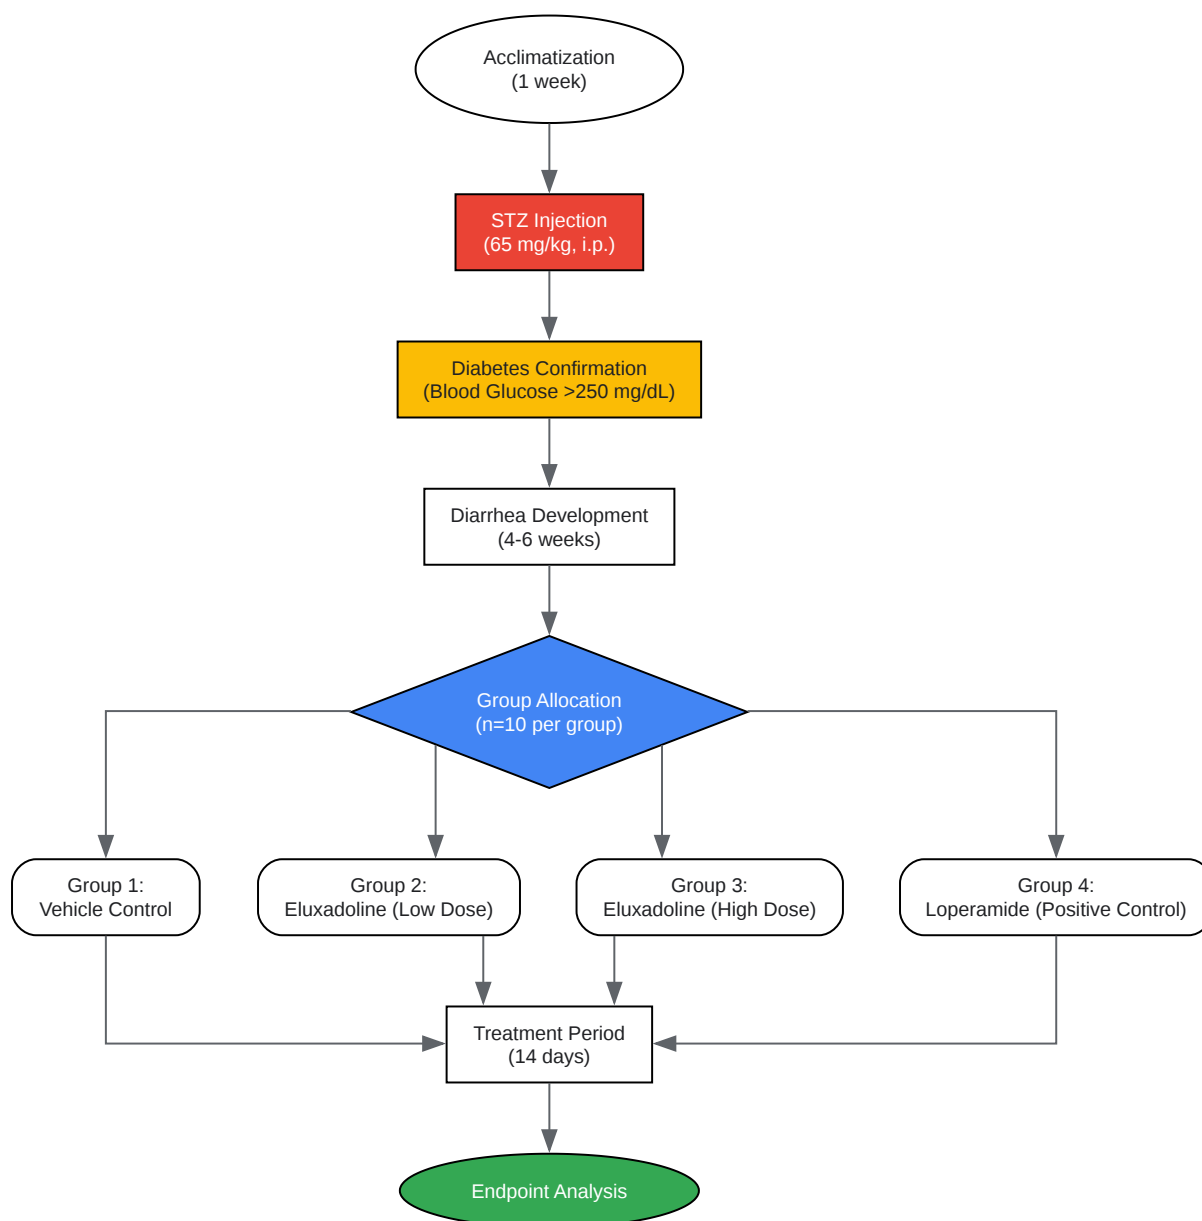 Acclimatization
(1 week)
STZ Injection
(65 mg/kg, i.p.)
Diabetes Confirmation
(Blood Glucose >250 mg/dL)
Diarrhea Development
(4-6 weeks)
Group Allocation
(n=10 per group)
Group 1:
Vehicle Control
Group 2:
Eluxadoline (Low Dose)
Group 3:
Eluxadoline (High Dose)
Group 4:
Loperamide (Positive Control)
Treatment Period
(14 days)
Endpoint Analysis